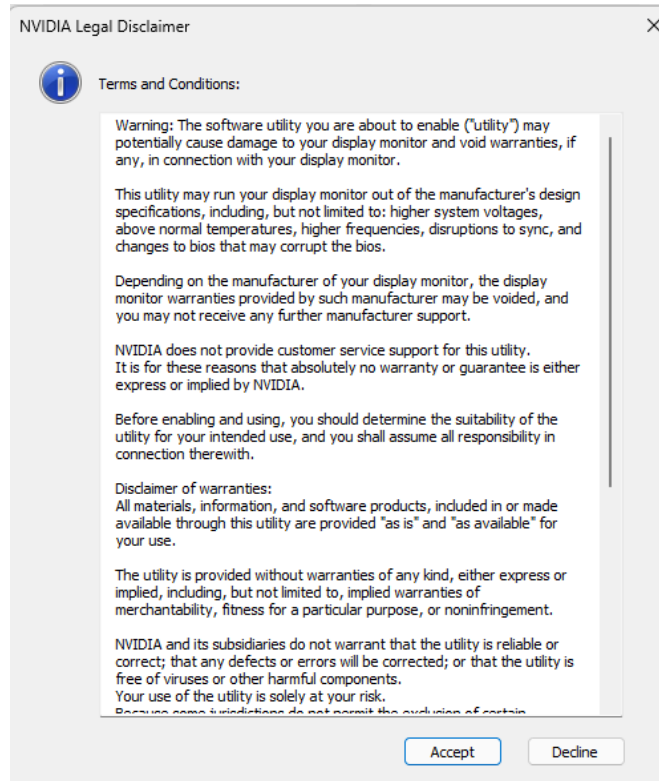 NVIDIA Legal Disclaimer
Terms and Conditions:
Warning: The software utility you are about to enable ("utility") may
potentially cause damage to your display monitor and void warranties, if
any, in connection with your display monitor.
This utility may run your display monitor out of the manufacturer's design
specifications, including, but not limited to: higher system voltages,
above normal temperatures, higher frequencies, disruptions to sync, and
changes to bios that may corrupt the bios.
Depending on the manufacturer of your display monitor, the display
monitor warranties provided by such manufacturer may be voided, and
you may not receive any further manufacturer support.
NVIDIA does not provide customer service support for this utility.
It is for these reasons that absolutely no warranty or guarantee is either
express or implied by NVIDIA.
Before enabling and using, you should determine the suitability of the
utility for your intended use, and you shall assume all responsibility in
connection therewith.
Disclaimer of warranties:
All materials, information, and software products, included in or made
available through this utility are provided "as is" and "as available" for
your use.
The utility is provided without warranties of any kind, either express or
implied, including, but not limited to, implied warranties of
merchantability, fitness for a particular purpose, or noninfringement.
NVIDIA and its subsidiaries do not warrant that the utility is reliable or
correct; that any defects or errors will be corrected; or that the utility is
free of viruses or other harmful components.
Your use of the utility is solely at your risk.
Because some jurisdictions do not permit the exclusion of certain
Accept
Decline